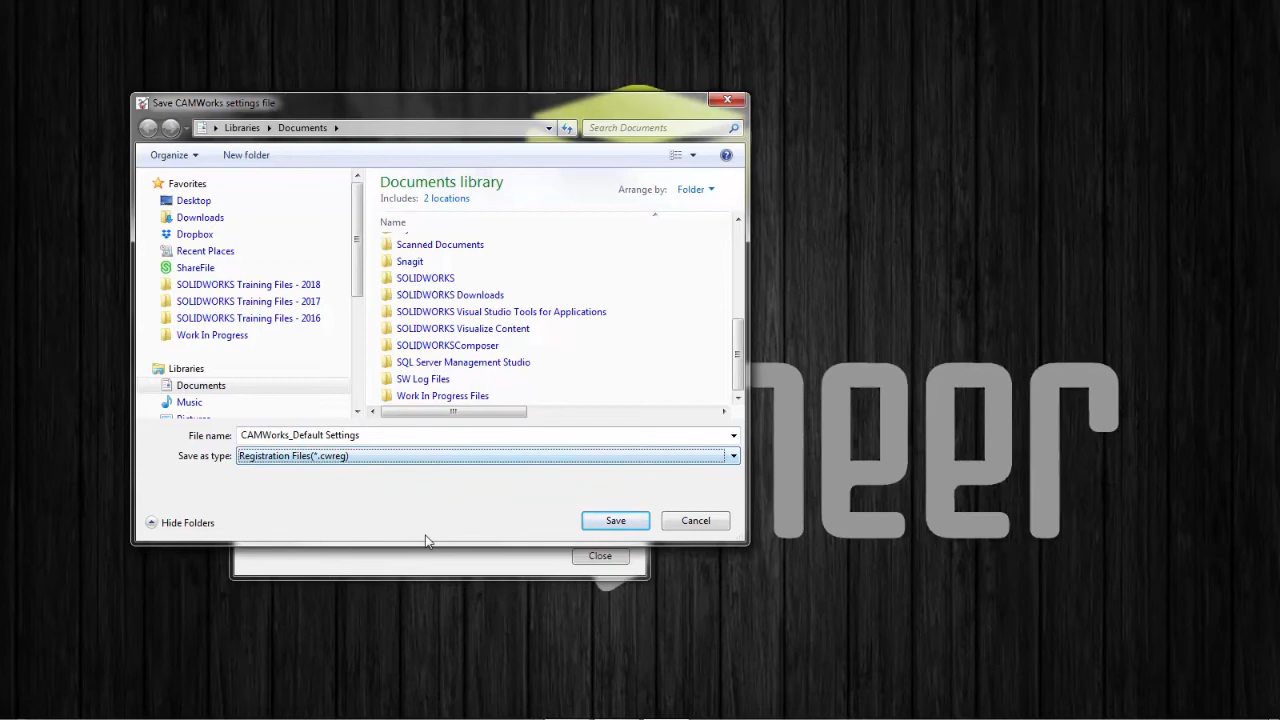 Save CAMWorks settings file
Libraries Documents
Search Documents
Organize
New folder
Favorites
Desktop
Downloads
Dropbox
Recent Places
ShareFile
SOLIDWORKS Training Files - 2018
SOLIDWORKS Training Files - 2017
SOLIDWORKS Training Files - 2016
Work In Progress
Libraries
Documents
Music
Documents library
Includes: 2 locations
Arrange by: Folder
Name
Scanned Documents
Snagit
SOLIDWORKS
SOLIDWORKS Downloads
SOLIDWORKS Visual Studio Tools for Applications
SOLIDWORKS Visualize Content
SOLIDWORKSComposer
SQL Server Management Studio
SW Log Files
Work In Progress Files
File name: CAMWorks_Default Settings
Save as type: Registration Files(*.cwreg)
Hide Folders
Save
Cancel
Close
neer